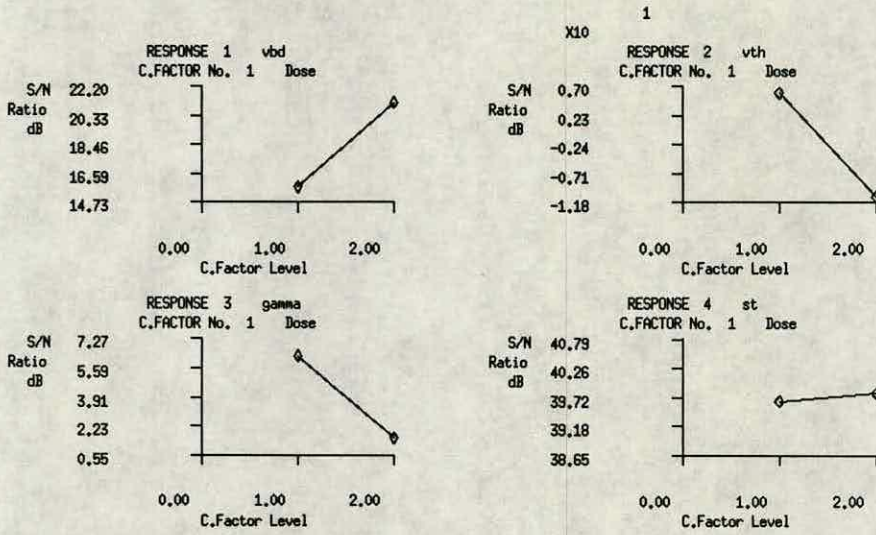 RESPONSE 1 vbd
C.FACTOR No. 1 Dose
S/N
Ratio
dB
22.20
20.33
18.46
16.59
14.73
0.00 1.00 2.00
C.Factor Level
1
X10
RESPONSE 2 vth
C.FACTOR No. 1 Dose
S/N
Ratio
dB
0.70
0.23
-0.24
-0.71
-1.18
0.00 1.00 2.00
C.Factor Level
RESPONSE 3 gamma
C.FACTOR No. 1 Dose
S/N
Ratio
dB
7.27
5.59
3.91
2.23
0.55
0.00 1.00 2.00
C.Factor Level
RESPONSE 4 st
C.FACTOR No. 1 Dose
S/N
Ratio
dB
40.79
40.26
39.72
39.18
38.65
0.00 1.00 2.00
C.Factor Level